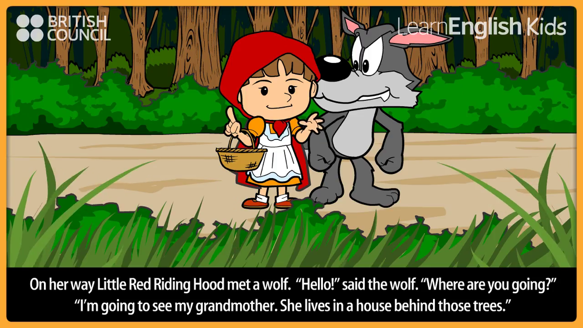 BRITISH
COUNCIL
LearnEnglish Kids
On her way Little Red Riding Hood met a wolf. “Hello!” said the wolf. “Where are you going?”
“I’m going to see my grandmother. She lives in a house behind those trees.”